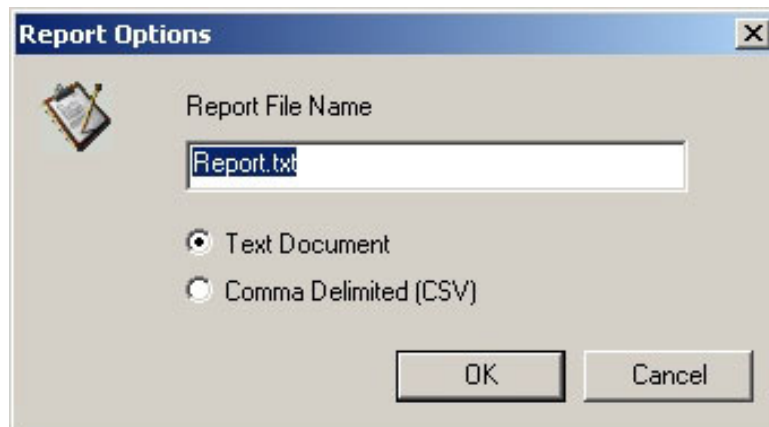 Report Options
Report File Name
Report.txt
Text Document
Comma Delimited (CSV)
OK Cancel